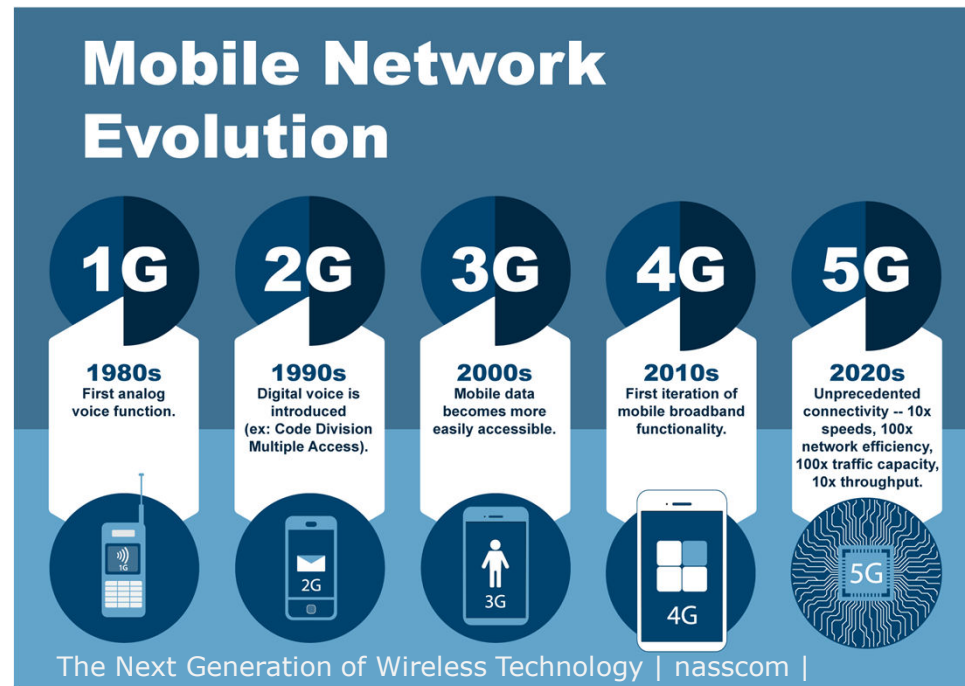 Mobile Network
Evolution
1G
2G
3G
4G
5G
1980s
First analog
voice function.
1990s
Digital voice is
introduced
(ex: Code Division
Multiple Access).
2000s
Mobile data
becomes more
easily accessible.
2010s
First iteration of
mobile broadband
functionality.
2020s
Unprecedented
connectivity -- 10x
speeds, 100x
network efficiency,
100x traffic capacity,
10x throughput.
1G
2G
3G
4G
5G
The Next Generation of Wireless Technology | nasscom |